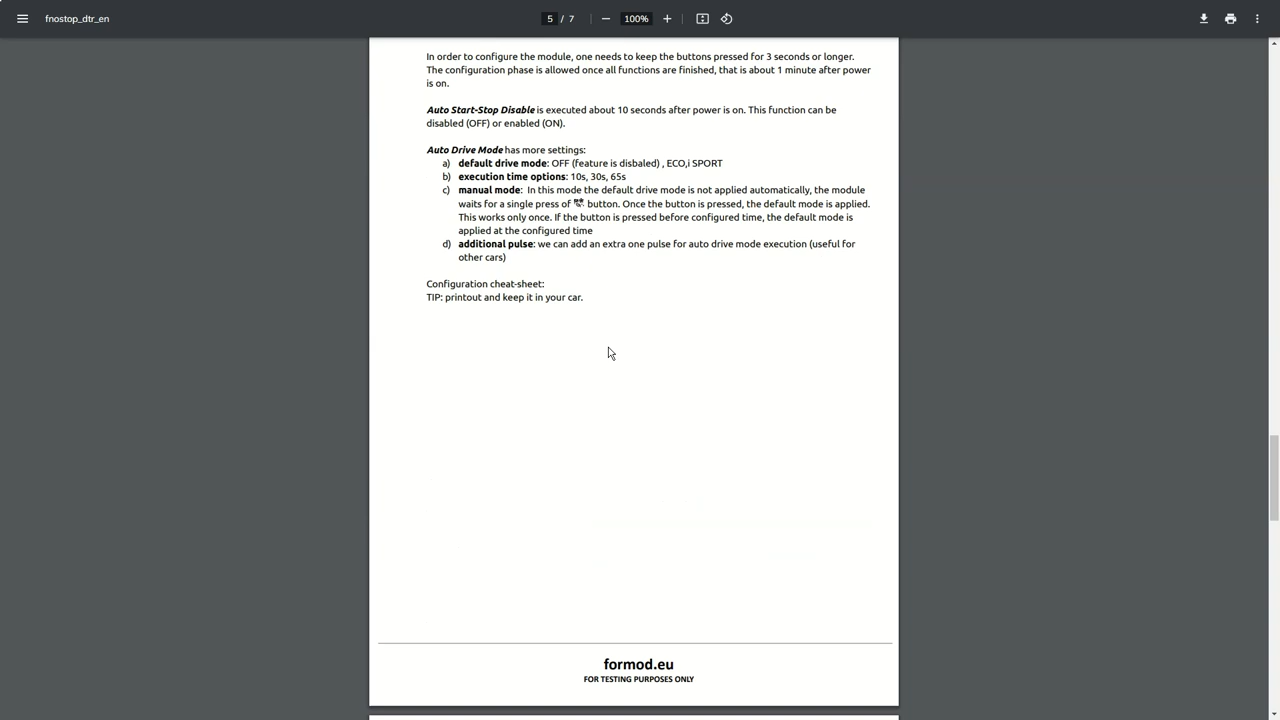 fnostop_dtr_en
5 / 7
100%
In order to configure the module, one needs to keep the buttons pressed for 3 seconds or longer.
The configuration phase is allowed once all functions are finished, that is about 1 minute after power
is on.
Auto Start-Stop Disable is executed about 10 seconds after power is on. This function can be
disabled (OFF) or enabled (ON).
Auto Drive Mode has more settings:
a) default drive mode: OFF (feature is disbaled) , ECO,i SPORT
b) execution time options: 10s, 30s, 65s
c) manual mode: In this mode the default drive mode is not applied automatically, the module
waits for a single press of button. Once the button is pressed, the default mode is applied.
This works only once. If the button is pressed before configured time, the default mode is
applied at the configured time
d) additional pulse: we can add an extra one pulse for auto drive mode execution (useful for
other cars)
Configuration cheat-sheet:
TIP: printout and keep it in your car.
formod.eu
FOR TESTING PURPOSES ONLY